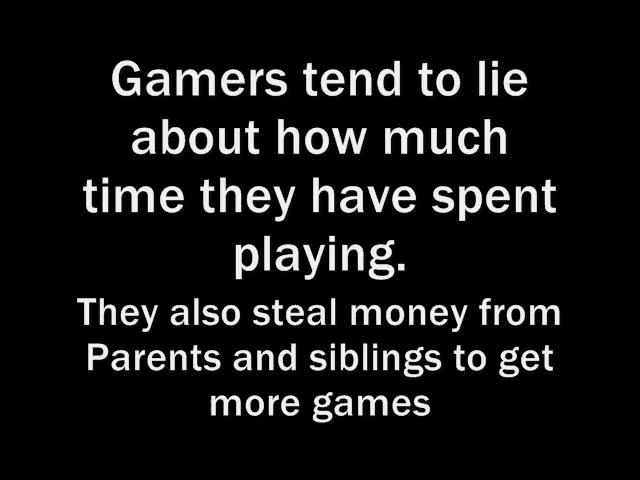 Gamers tend to lie
about how much
time they have spent
playing.
They also steal money from
Parents and siblings to get
more games